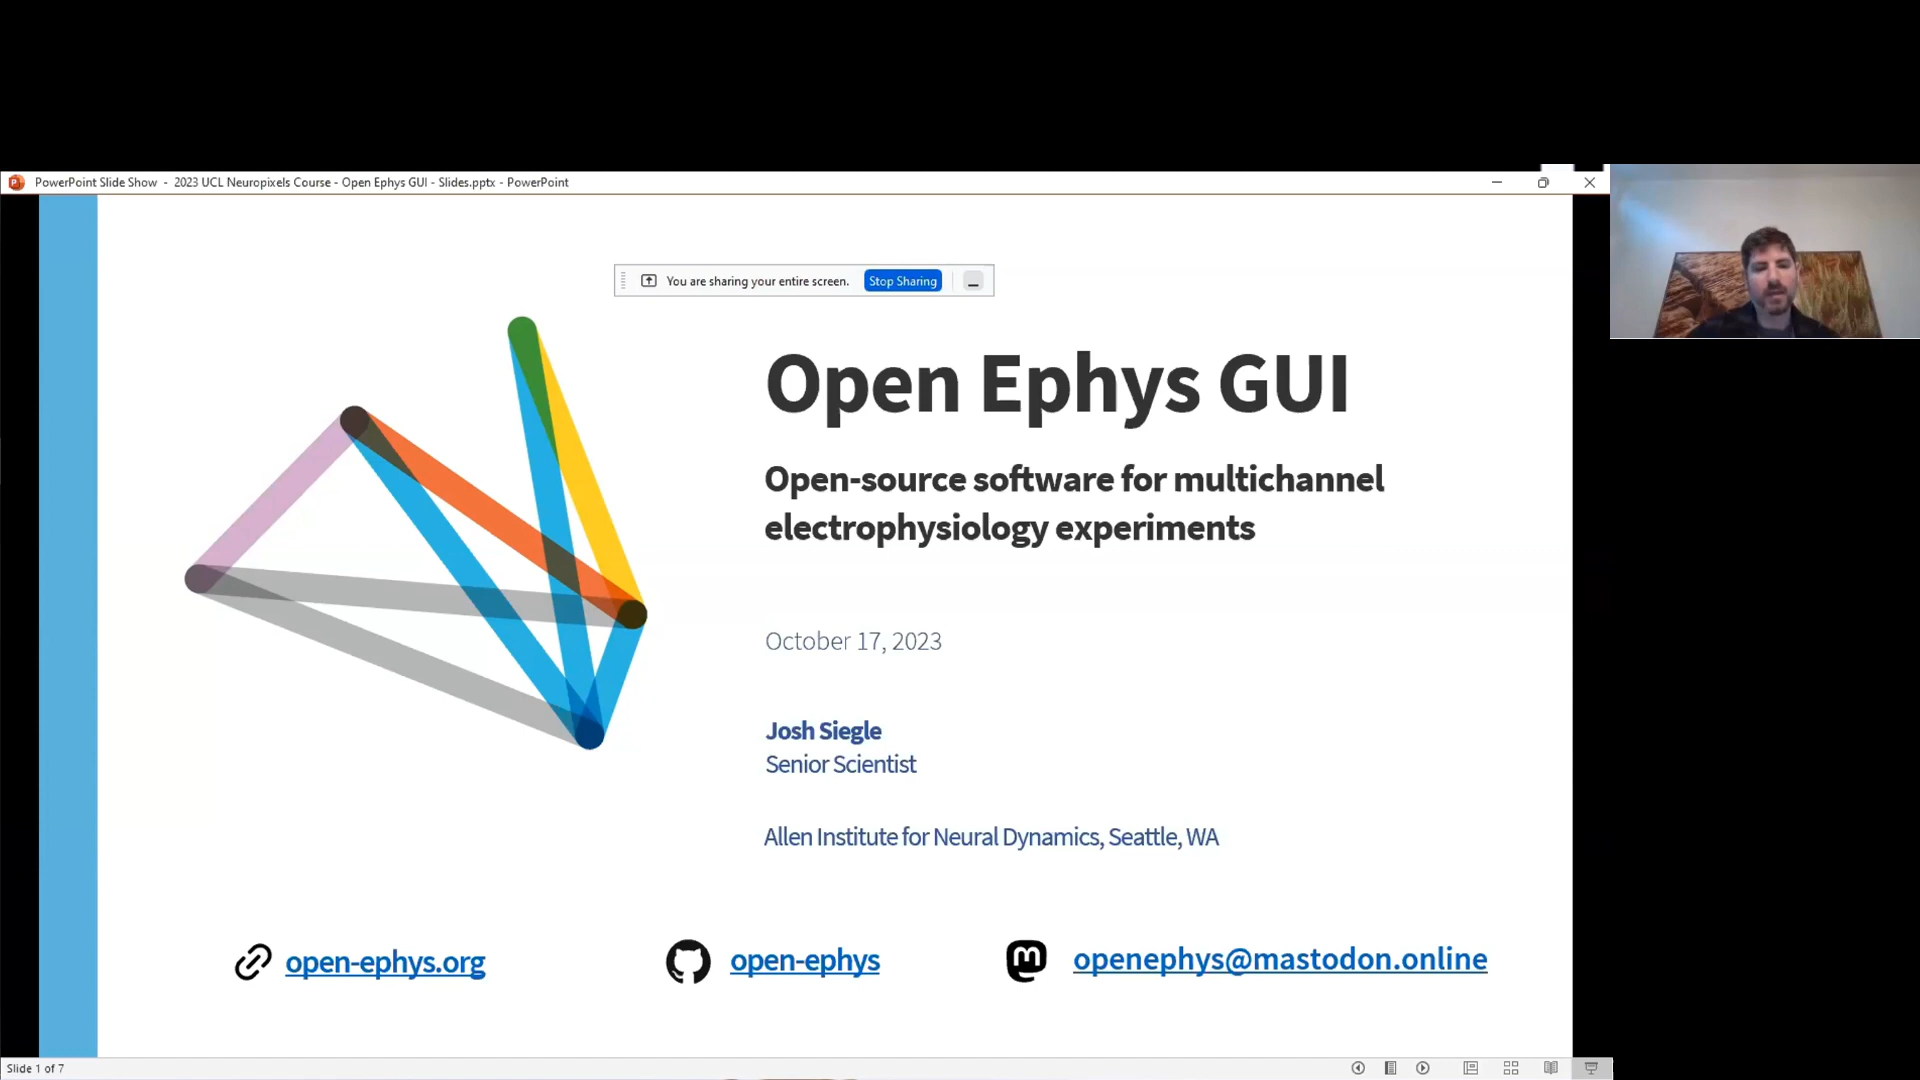 PowerPoint Slide Show - 2023 UCL Neuropixels Course - Open Ephys GUI - Slides.pptx - PowerPoint
You are sharing your entire screen.
Stop Sharing
Open Ephys GUI
Open-source software for multichannel
electrophysiology experiments
October 17, 2023
Josh Siegle
Senior Scientist
Allen Institute for Neural Dynamics, Seattle, WA
open-ephys.org
open-ephys
openephys@mastodon.online
Slide 1 of 7